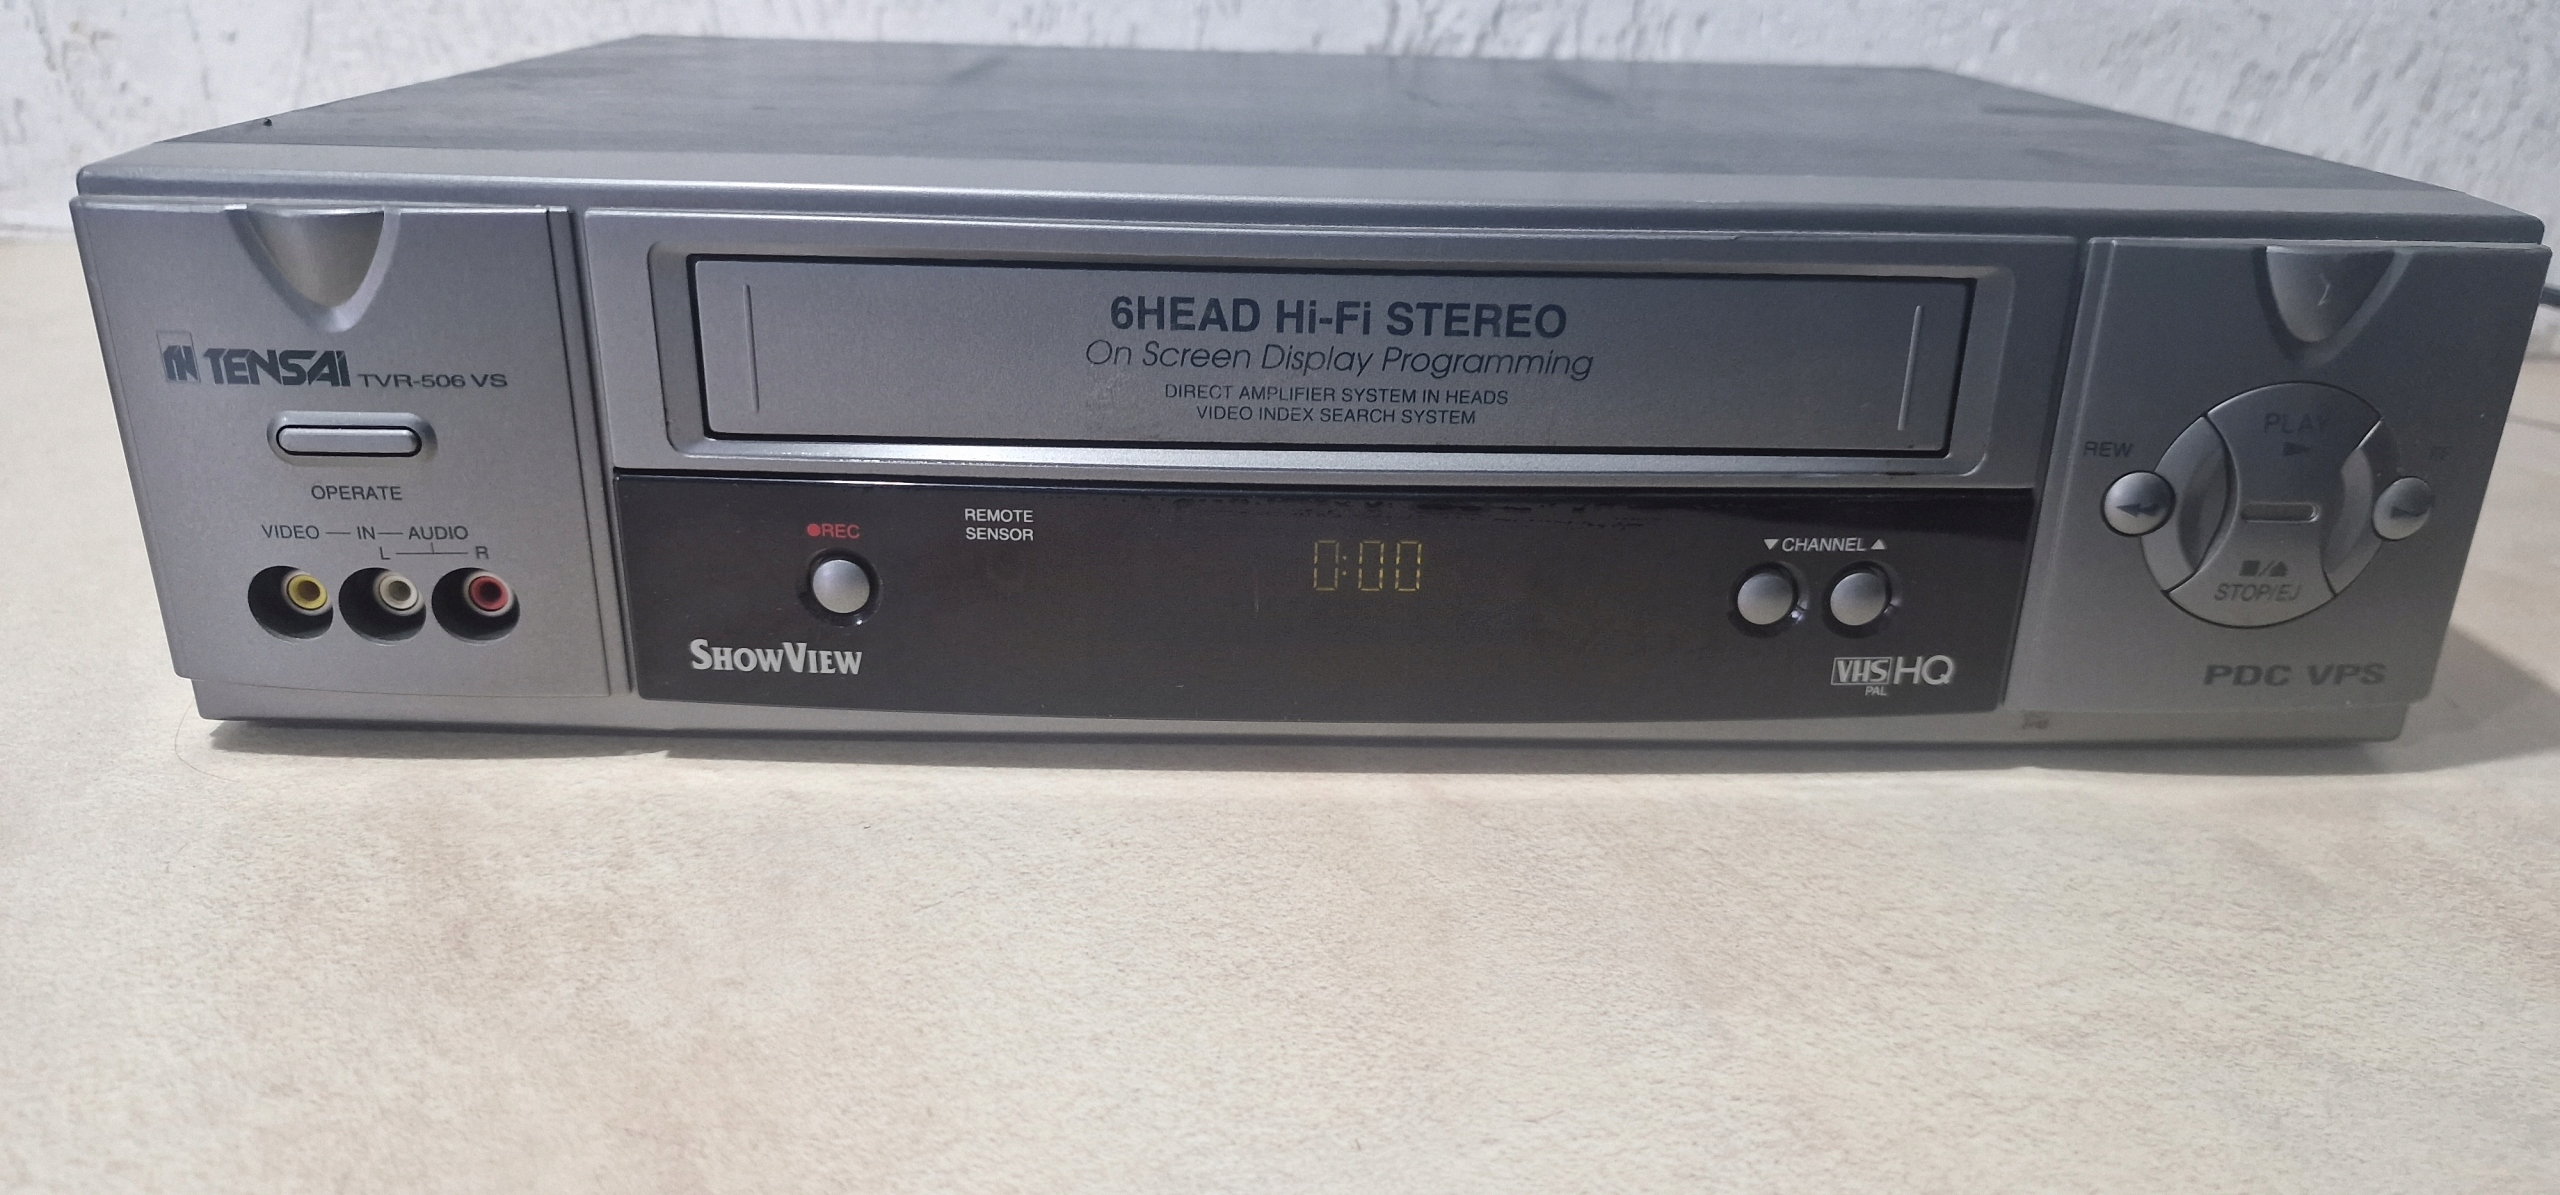 TENSAI TVR-506 VS
OPERATE
VIDEO — IN — AUDIO
L R
6HEAD Hi-Fi STEREO
On Screen Display Programming
DIRECT AMPLIFIER SYSTEM IN HEADS
VIDEO INDEX SEARCH SYSTEM
●REC
REMOTE
SENSOR
0:00
▼ CHANNEL ▲
SHOWVIEW
VHS HQ
PAL
PLAY
REW
STOP/EJ
PDC VPS